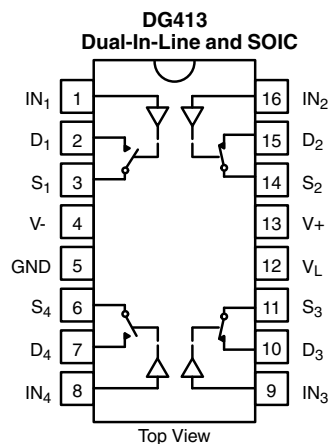 DG413
Dual-In-Line and SOIC
IN1 1 16 IN2
D1 2 15 D2
S1 3 14 S2
V- 4 13 V+
GND 5 12 VL
S4 6 11 S3
D4 7 10 D3
IN4 8 9 IN3
Top View